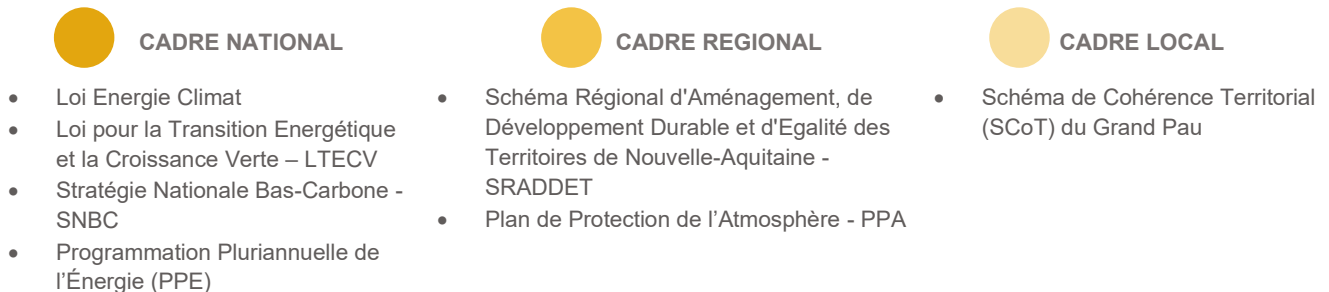 CADRE NATIONAL
• Loi Energie Climat
• Loi pour la Transition Energétique
et la Croissance Verte – LTECV
• Stratégie Nationale Bas-Carbone -
SNBC
• Programmation Pluriannuelle de
l’Énergie (PPE)
CADRE REGIONAL
• Schéma Régional d'Aménagement, de
Développement Durable et d'Egalité des
Territoires de Nouvelle-Aquitaine -
SRADDET
• Plan de Protection de l’Atmosphère - PPA
CADRE LOCAL
• Schéma de Cohérence Territorial
(SCoT) du Grand Pau